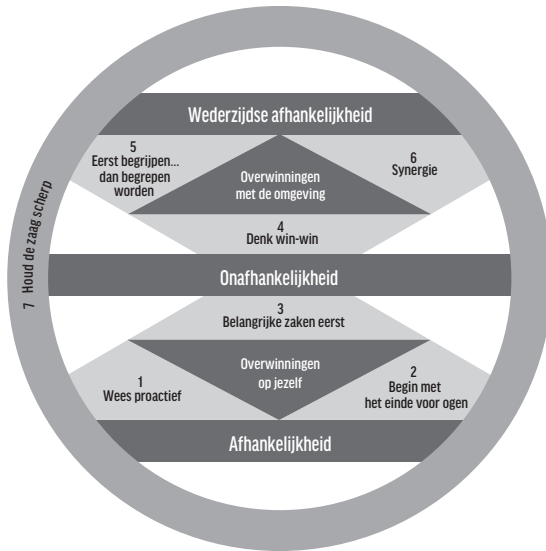 Wederzijdse afhankelijkheid
5
Eerst begrijpen...
dan begrepen
worden
Overwinningen
met de omgeving
6
Synergie
4
Denk win-win
7 Houd de zaag scherp
Onafhankelijkheid
3
Belangrijke zaken eerst
1
Wees proactief
Overwinningen
op jezelf
2
Begin met
het einde voor ogen
Afhankelijkheid